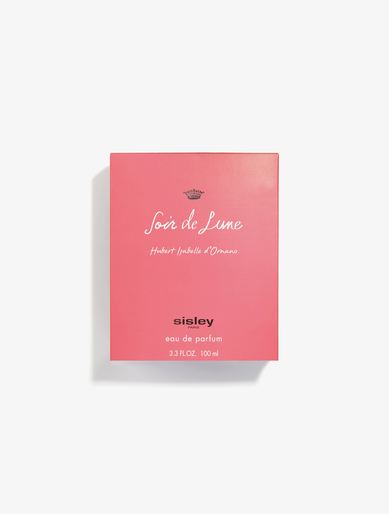 Soir de Lune
Hubert Isabelle d'Ornano
sisley
PARIS
eau de parfum
3.3 FL.OZ. 100 ml